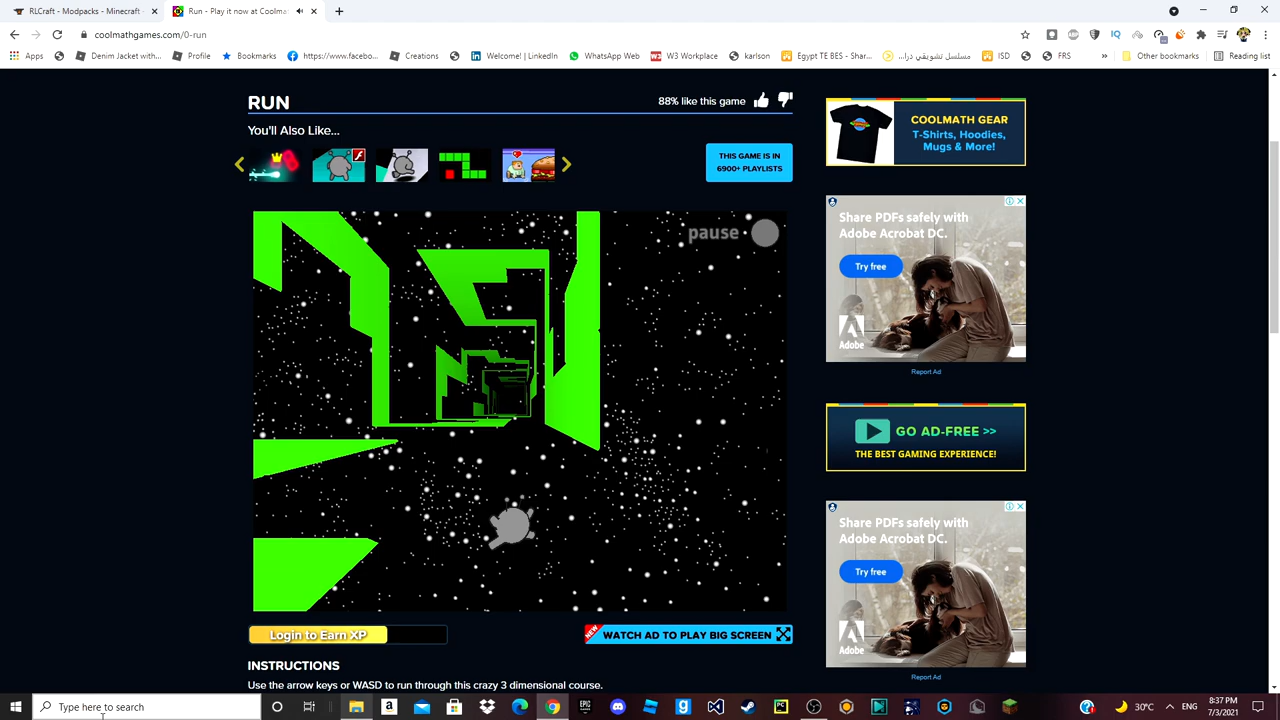 RLCraft - Modpacks - Minecraft
Run - Play it now at Coolmat
coolmathgames.com/0-run
IQ
Apps
Denim Jacket with...
Profile
Bookmarks
https://www.facebo...
Creations
Welcome! | LinkedIn
WhatsApp Web
W3 Workplace
karlson
Egypt TE BES - Shar...
مسلسل تشويقي درا...
ISD
FRS
Other bookmarks
Reading list
RUN
88% like this game
You'll Also Like...
THIS GAME IS IN
6900+ PLAYLISTS
pause
Login to Earn XP
NEW
WATCH AD TO PLAY BIG SCREEN
INSTRUCTIONS
Use the arrow keys or WASD to run through this crazy 3 dimensional course.
COOLMATH GEAR
T-Shirts, Hoodies,
Mugs & More!
Share PDFs safely with
Adobe Acrobat DC.
Try free
Adobe
Report Ad
GO AD-FREE >>
THE BEST GAMING EXPERIENCE!
Share PDFs safely with
Adobe Acrobat DC.
Try free
Adobe
Report Ad
Type here to search
EPIC
GAMES
PC
30°C
ENG
8:37 PM
7/3/2021